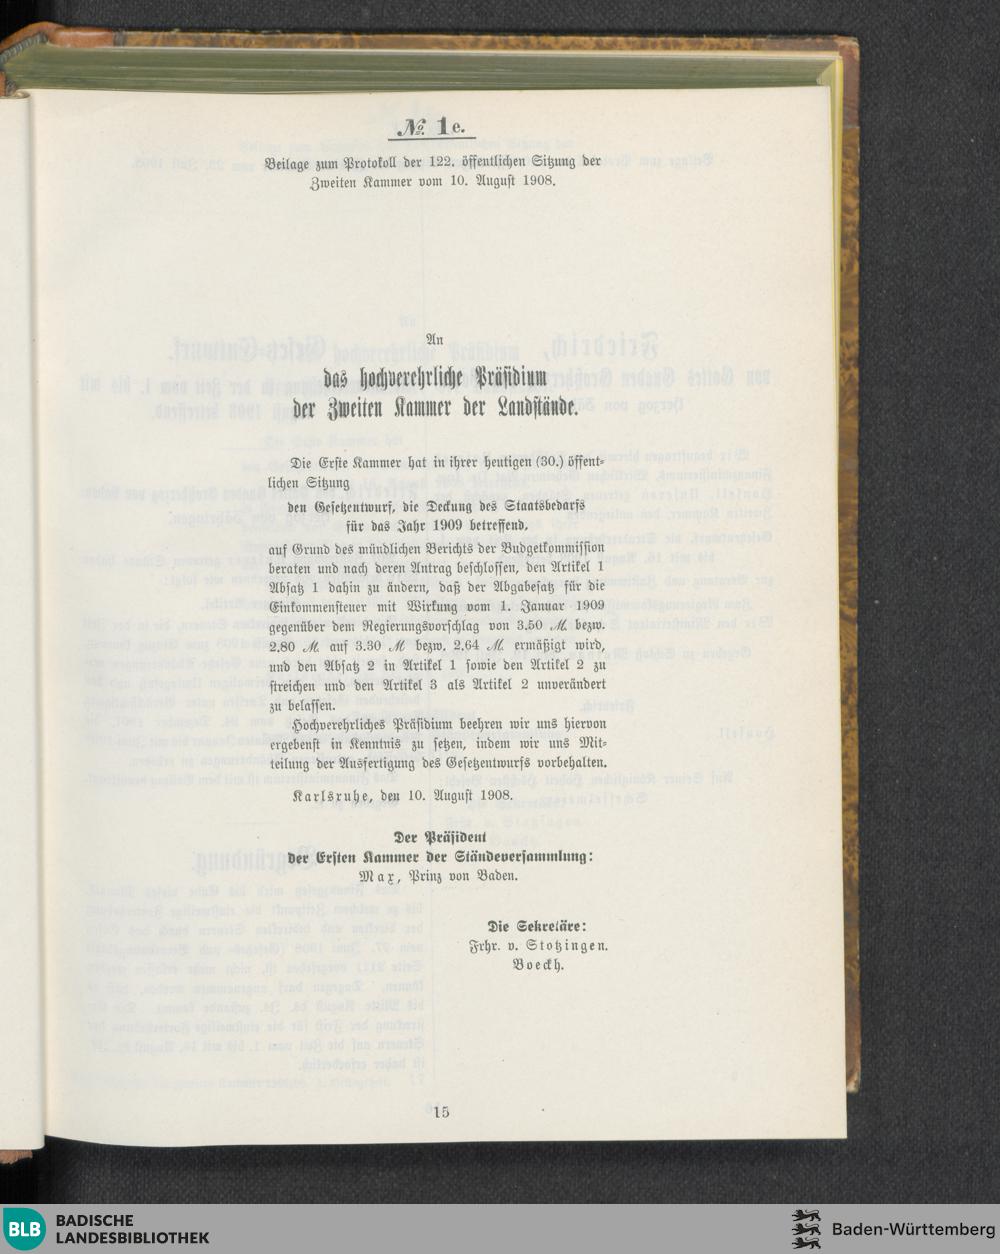 № 1 e.
Beilage zum Protokoll der 122. öffentlichen Sitzung der
Zweiten Kammer vom 10. August 1908.
An
das hochverehrliche Präsidium
der Zweiten Kammer der Landstände.
Die Erste Kammer hat in ihrer heutigen (30.) öffent-
lichen Sitzung
den Gesetzentwurf, die Deckung des Staatsbedarfs
für das Jahr 1909 betreffend,
auf Grund des mündlichen Berichts der Budgetkommission
beraten und nach deren Antrag beschlossen, den Artikel 1
Absatz 1 dahin zu ändern, daß der Abgabesatz für die
Einkommensteuer mit Wirkung vom 1. Januar 1909
gegenüber dem Regierungsvorschlag von 3.50 M. bezw.
2.80 M. auf 3.30 M bezw. 2.64 M. ermäßigt wird,
und den Absatz 2 in Artikel 1 sowie den Artikel 2 zu
streichen und den Artikel 3 als Artikel 2 unverändert
zu belassen.
Hochverehrliches Präsidium beehren wir uns hiervon
ergebenst in Kenntnis zu setzen, indem wir uns Mit-
teilung der Ausfertigung des Gesetzentwurfs vorbehalten.
Karlsruhe, den 10. August 1908.
Der Präsident
der Ersten Kammer der Ständeversammlung:
Max, Prinz von Baden.
Die Sekretäre:
Frhr. v. Stotzingen.
Boeckh.
15
BLB BADISCHE
LANDESBIBLIOTHEK
Baden-Württemberg